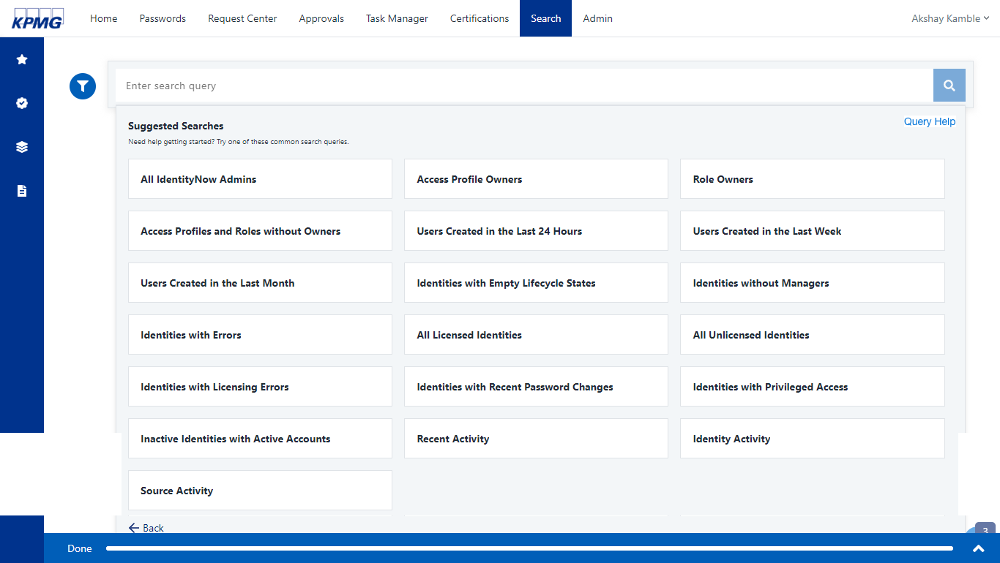 KPMG Home Passwords Request Center Approvals Task Manager Certifications Search Admin Akshay Kamble
Enter search query
Suggested Searches Query Help
Need help getting started? Try one of these common search queries.
All IdentityNow Admins Access Profile Owners Role Owners
Access Profiles and Roles without Owners Users Created in the Last 24 Hours Users Created in the Last Week
Users Created in the Last Month Identities with Empty Lifecycle States Identities without Managers
Identities with Errors All Licensed Identities All Unlicensed Identities
Identities with Licensing Errors Identities with Recent Password Changes Identities with Privileged Access
Inactive Identities with Active Accounts Recent Activity Identity Activity
Source Activity
Back 3
Done